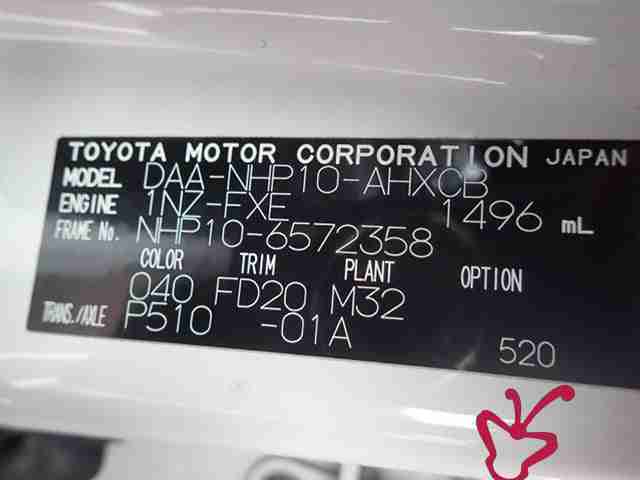 TOYOTA MOTOR CORPORATION JAPAN
MODEL DAA-NHP10-AHXCB
ENGINE 1NZ-FXE 1496 mL
FRAME No. NHP10-6572358
COLOR TRIM PLANT OPTION
040 FD20 M32
TRANS./AXLE P510 -01A
520